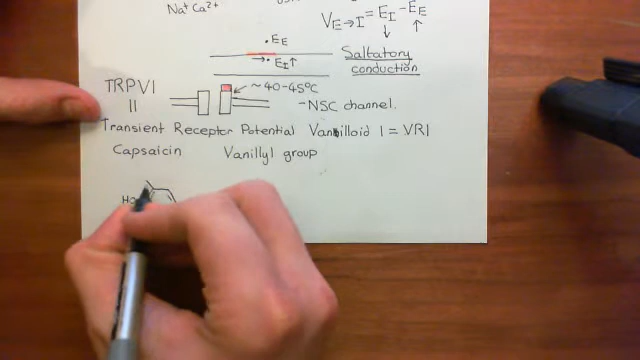 Na⁺ Ca²⁺
V_E→I = E_I - E_E
.E_E
→. E_I↑
Saltatory
conduction
TRPV1
~40-45°C
-NSC channel.
Transient Receptor Potential Vanilloid 1 = VR1
Capsaicin Vanillyl group